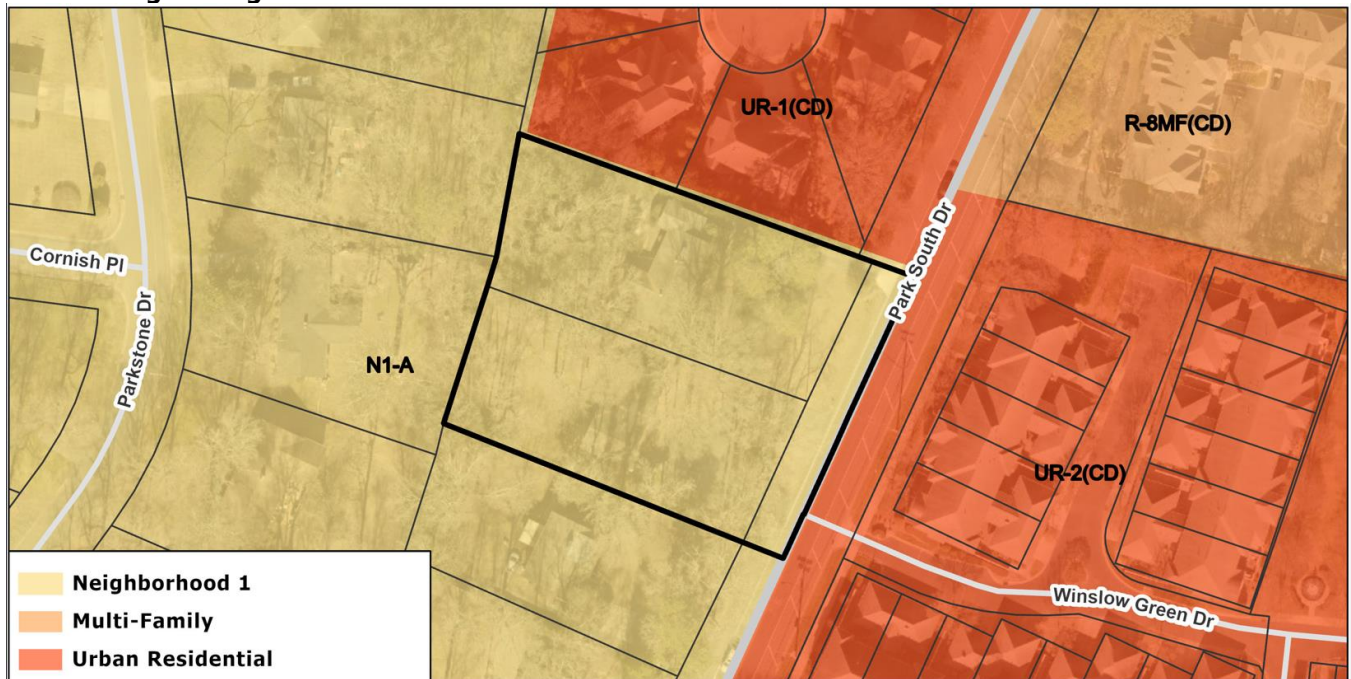 UR-1(CD)
R-8MF(CD)
Park South Dr
Cornish Pl
Parkstone Dr
N1-A
UR-2(CD)
Winslow Green Dr
Neighborhood 1
Multi-Family
Urban Residential